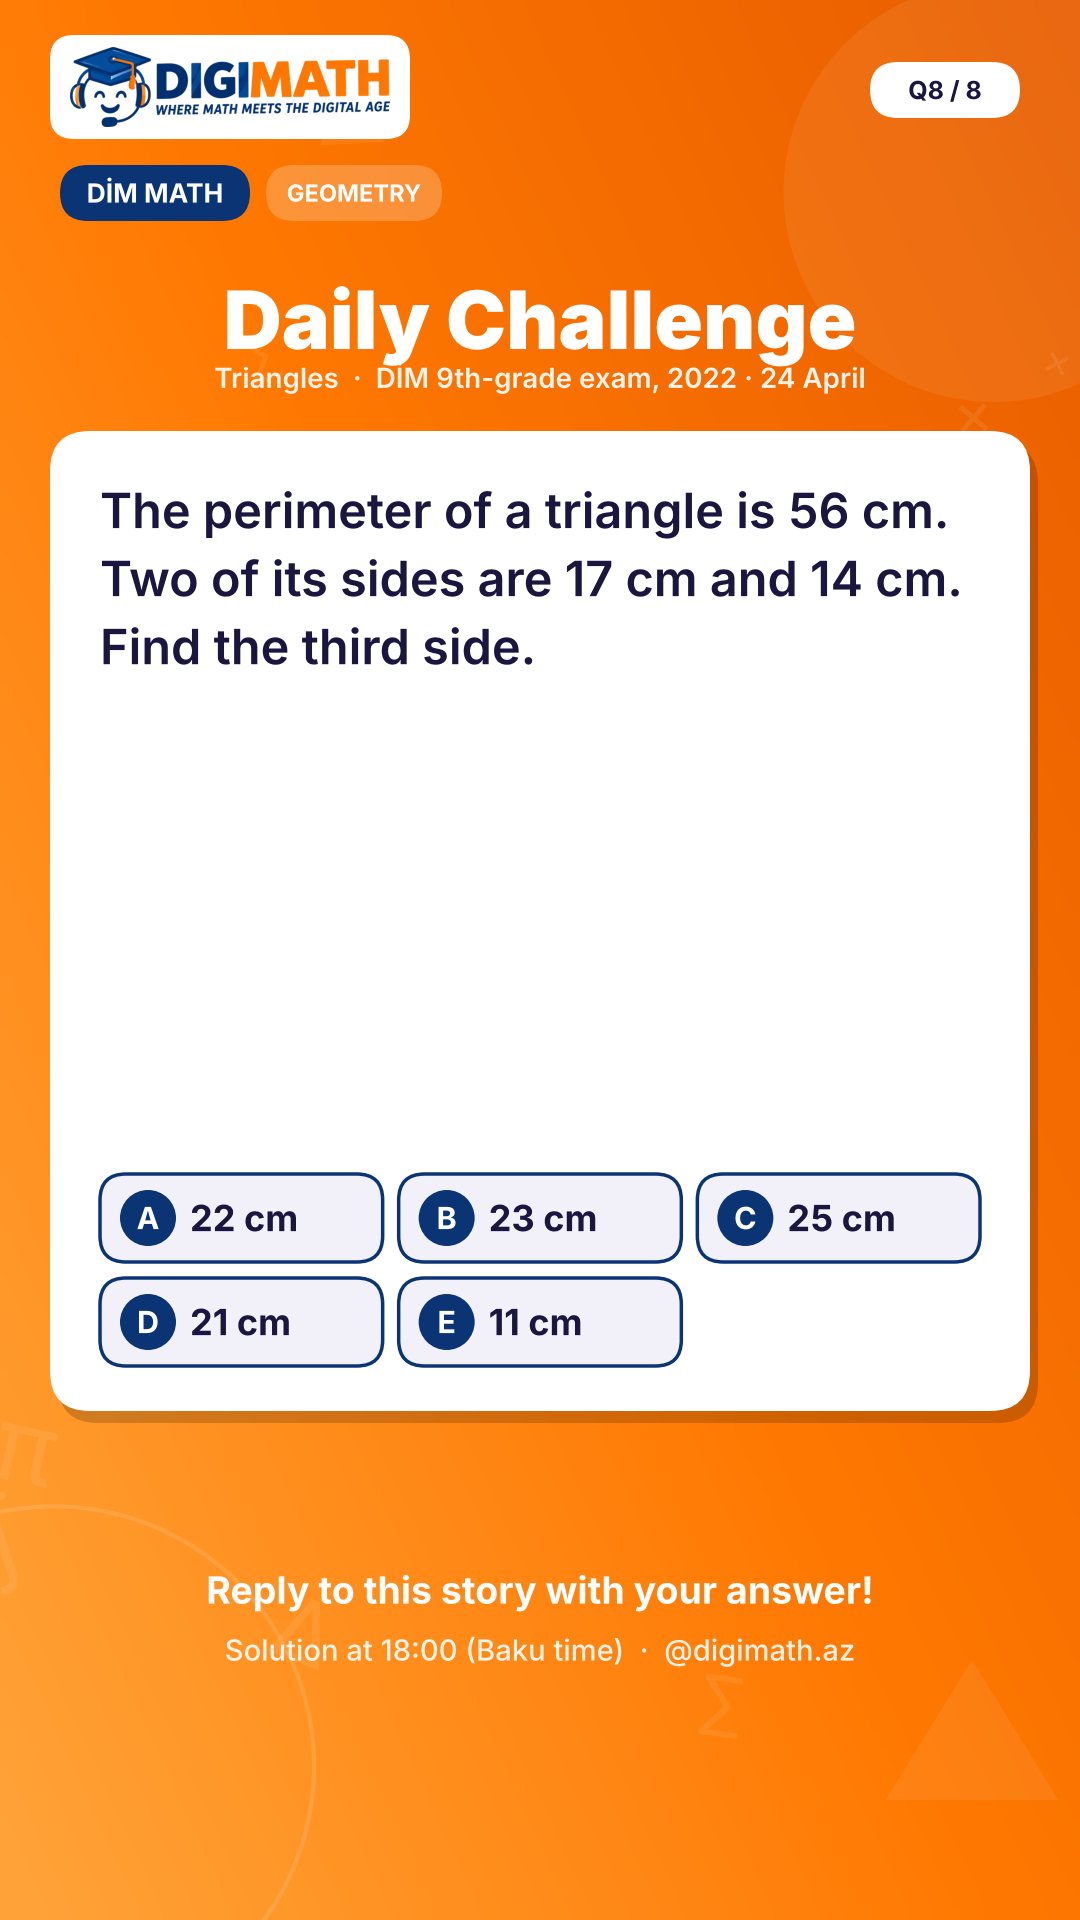 DIGIMATH
WHERE MATH MEETS THE DIGITAL AGE
Q8 / 8
DİM MATH
GEOMETRY
Daily Challenge
Triangles · DİM 9th-grade exam, 2022 · 24 April
The perimeter of a triangle is 56 cm.
Two of its sides are 17 cm and 14 cm.
Find the third side.
A 22 cm
B 23 cm
C 25 cm
D 21 cm
E 11 cm
π
∫
Reply to this story with your answer!
Solution at 18:00 (Baku time) · @digimath.az
Σ